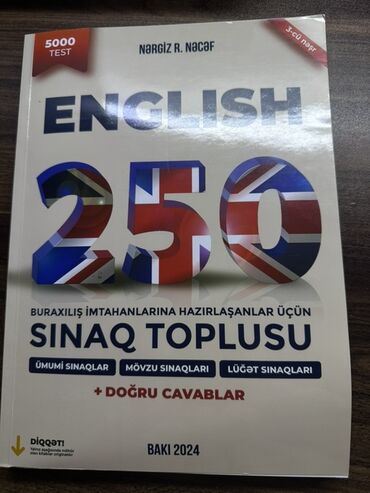 5000
TEST
NƏRGİZ R. NƏCƏF
3-cü nəşr
ENGLISH
250
BURAXILIŞ İMTAHANLARINA HAZIRLAŞANLAR ÜÇÜN
SINAQ TOPLUSU
ÜMUMİ SINAQLAR
MÖVZU SINAQLARI
LÜĞƏT SINAQLARI
+ DOĞRU CAVABLAR
DİQQƏT!
BAKI 2024